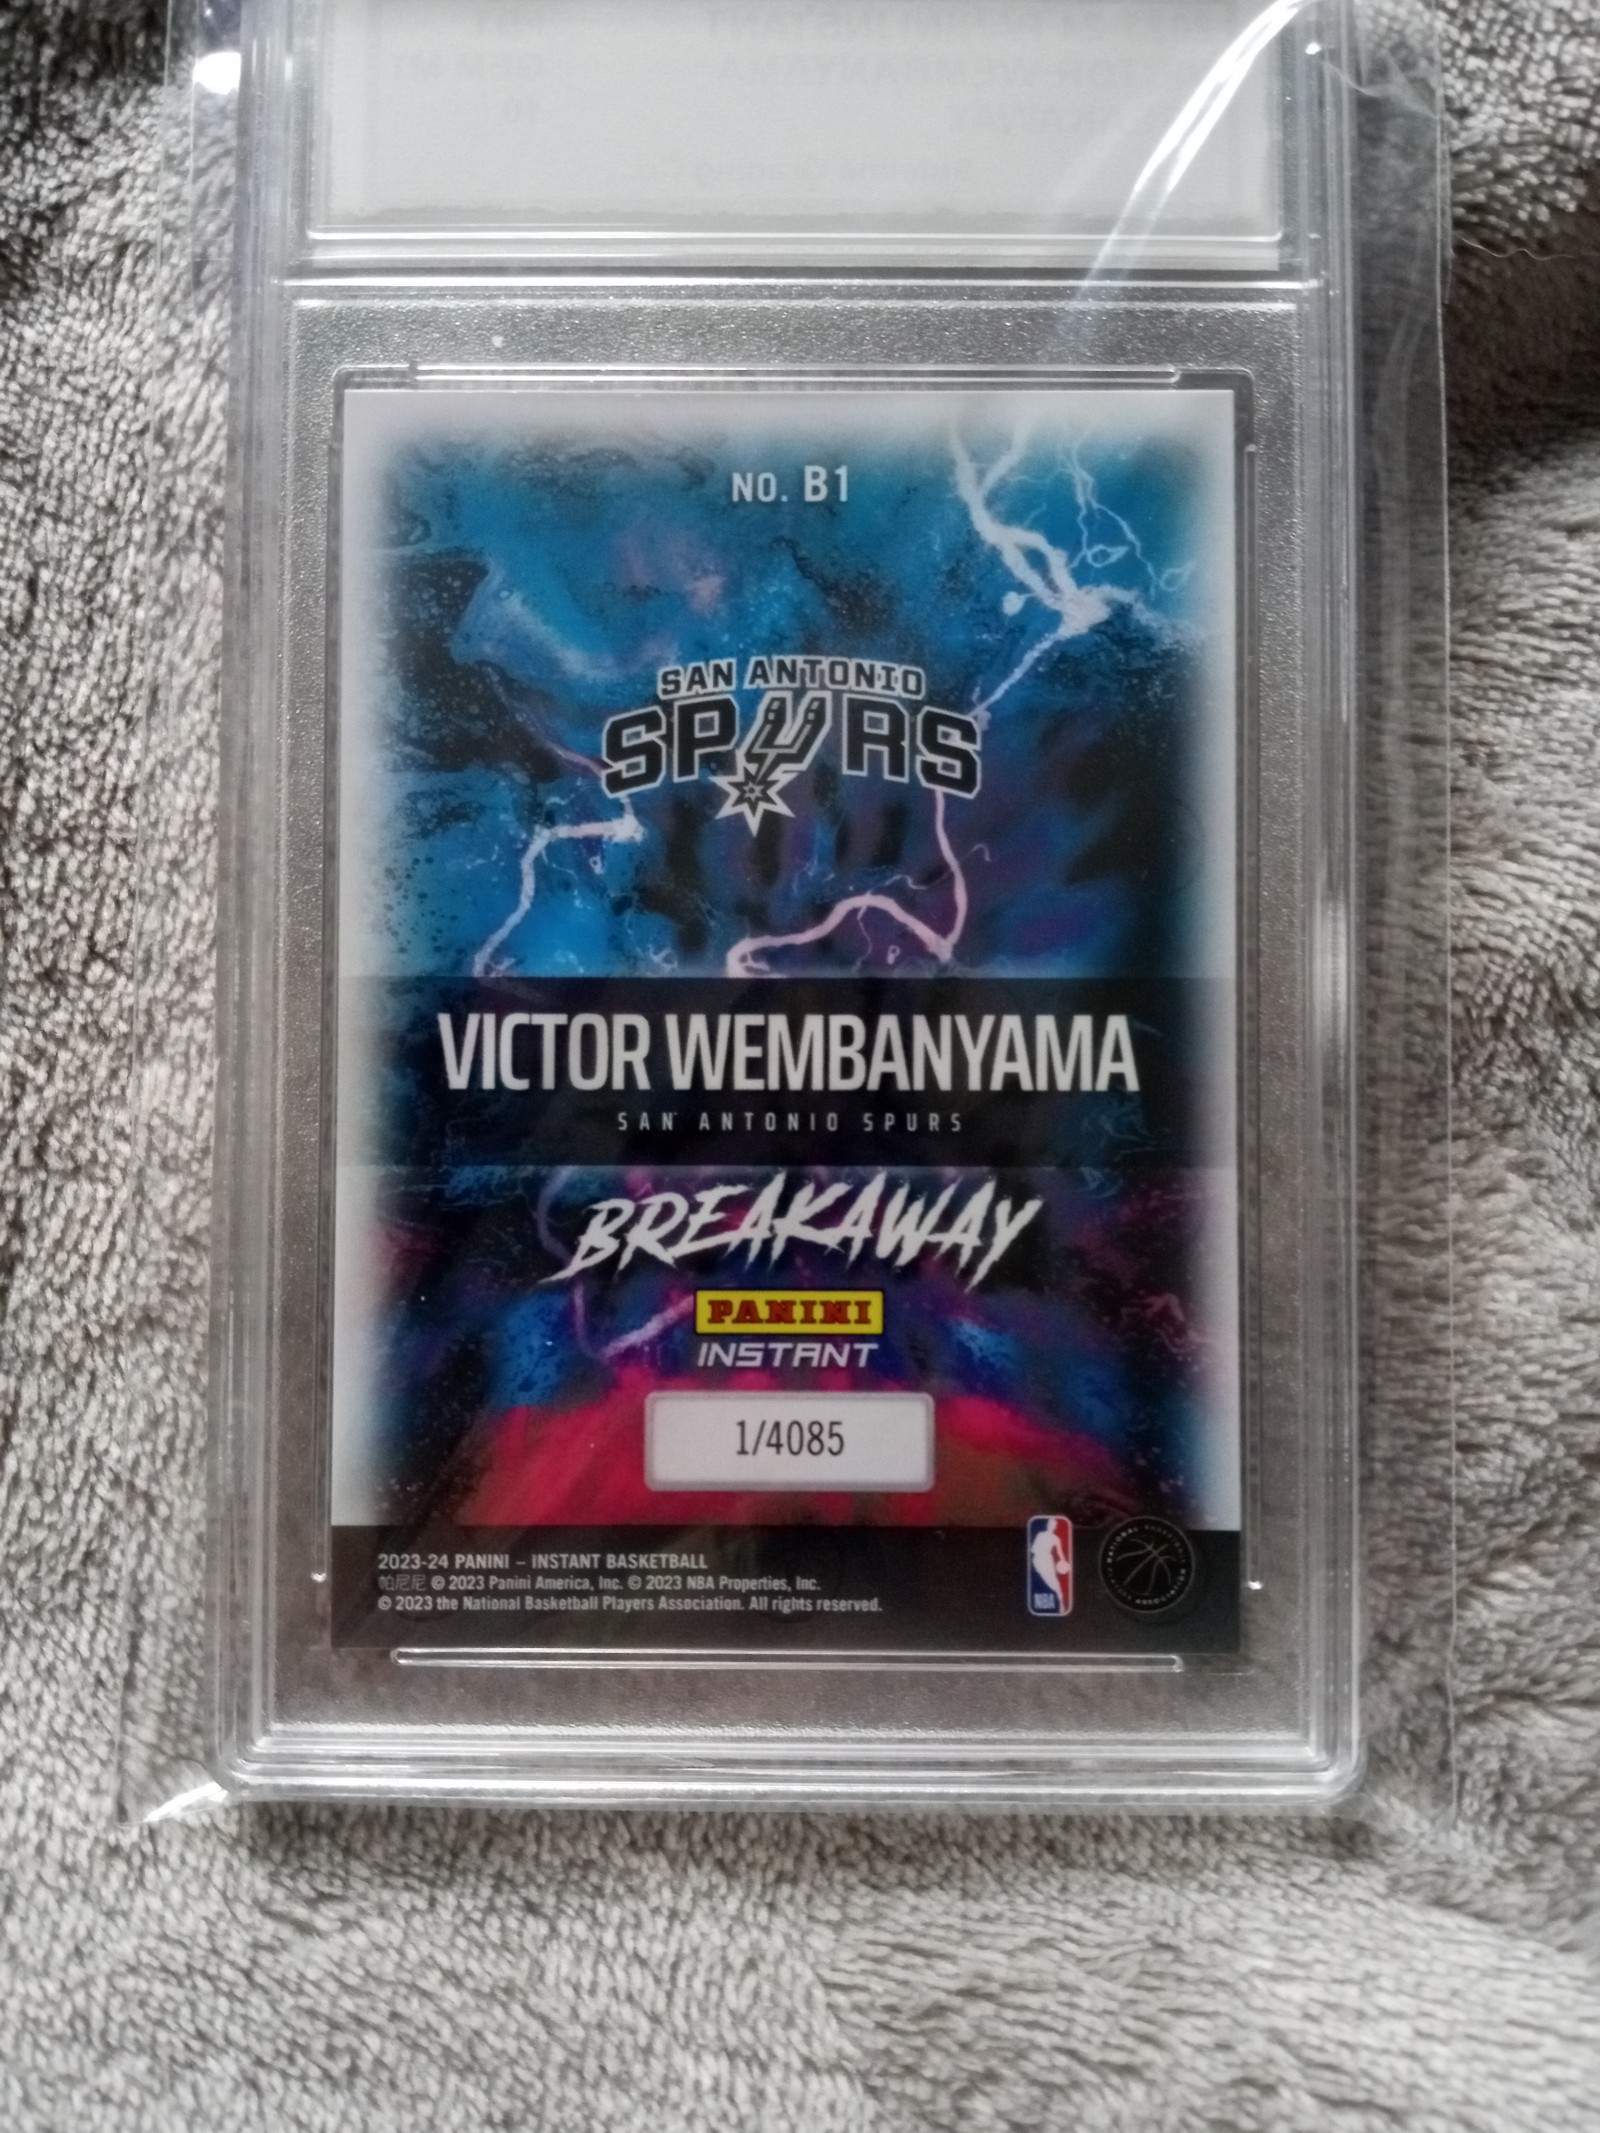 NO. B1
SAN ANTONIO
SPURS
VICTOR WEMBANYAMA
SAN ANTONIO SPURS
BREAKAWAY
PANINI
INSTANT
1/4085
2023-24 PANINI – INSTANT BASKETBALL
帕尼尼 © 2023 Panini America, Inc. © 2023 NBA Properties, Inc.
© 2023 the National Basketball Players Association. All rights reserved.
NBA